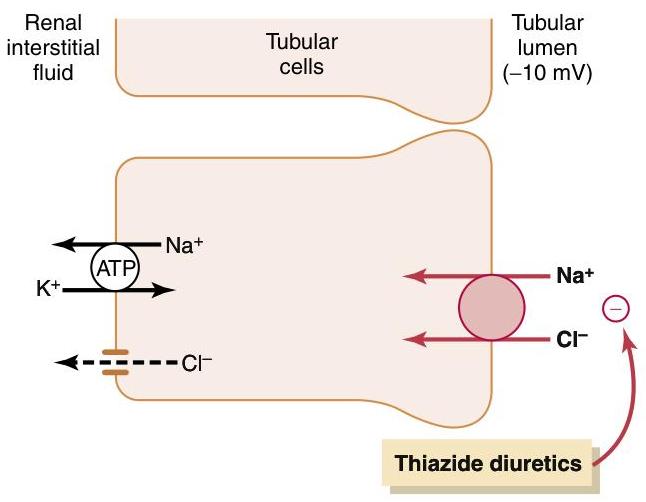 Renal
interstitial
fluid
Tubular
cells
Tubular
lumen
(–10 mV)
Na+
ATP
K+
Cl–
Na+
–
Cl–
Thiazide diuretics